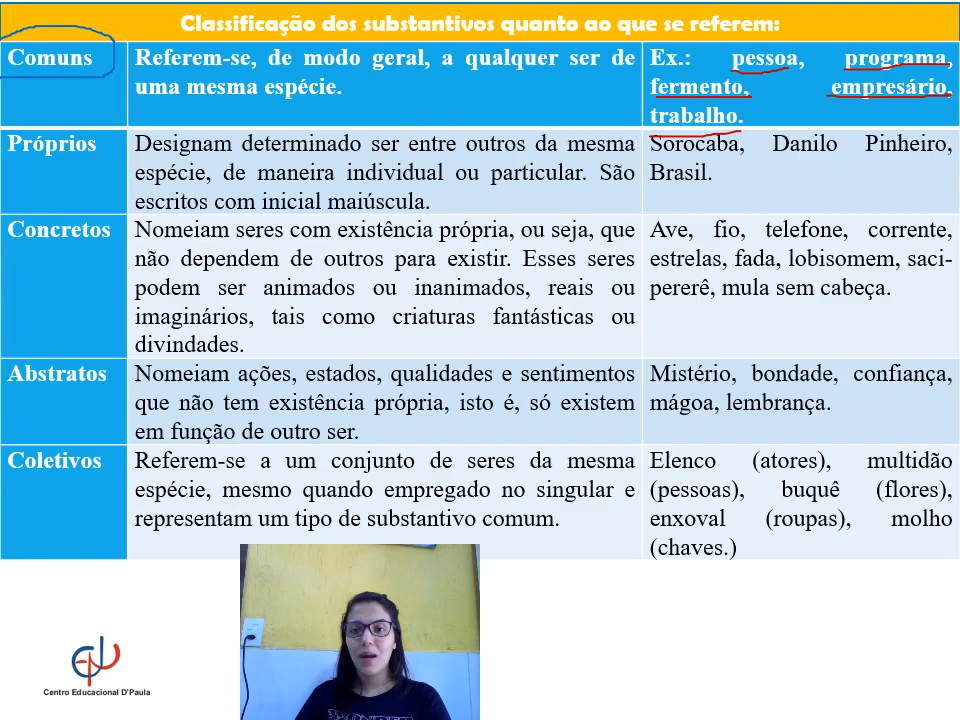 Classificação dos substantivos quanto ao que se referem:
Comuns
Referem-se, de modo geral, a qualquer ser de
uma mesma espécie.
Ex.: pessoa, programa,
fermento, empresário,
trabalho.
Próprios
Designam determinado ser entre outros da mesma
espécie, de maneira individual ou particular. São
escritos com inicial maiúscula.
Sorocaba, Danilo Pinheiro,
Brasil.
Concretos
Nomeiam seres com existência própria, ou seja, que
não dependem de outros para existir. Esses seres
podem ser animados ou inanimados, reais ou
imaginários, tais como criaturas fantásticas ou
divindades.
Ave, fio, telefone, corrente,
estrelas, fada, lobisomem, saci-
pererê, mula sem cabeça.
Abstratos
Nomeiam ações, estados, qualidades e sentimentos
que não tem existência própria, isto é, só existem
em função de outro ser.
Mistério, bondade, confiança,
mágoa, lembrança.
Coletivos
Referem-se a um conjunto de seres da mesma
espécie, mesmo quando empregado no singular e
representam um tipo de substantivo comum.
Elenco (atores), multidão
(pessoas), buquê (flores),
enxoval (roupas), molho
(chaves.)
Centro Educacional D'Paula